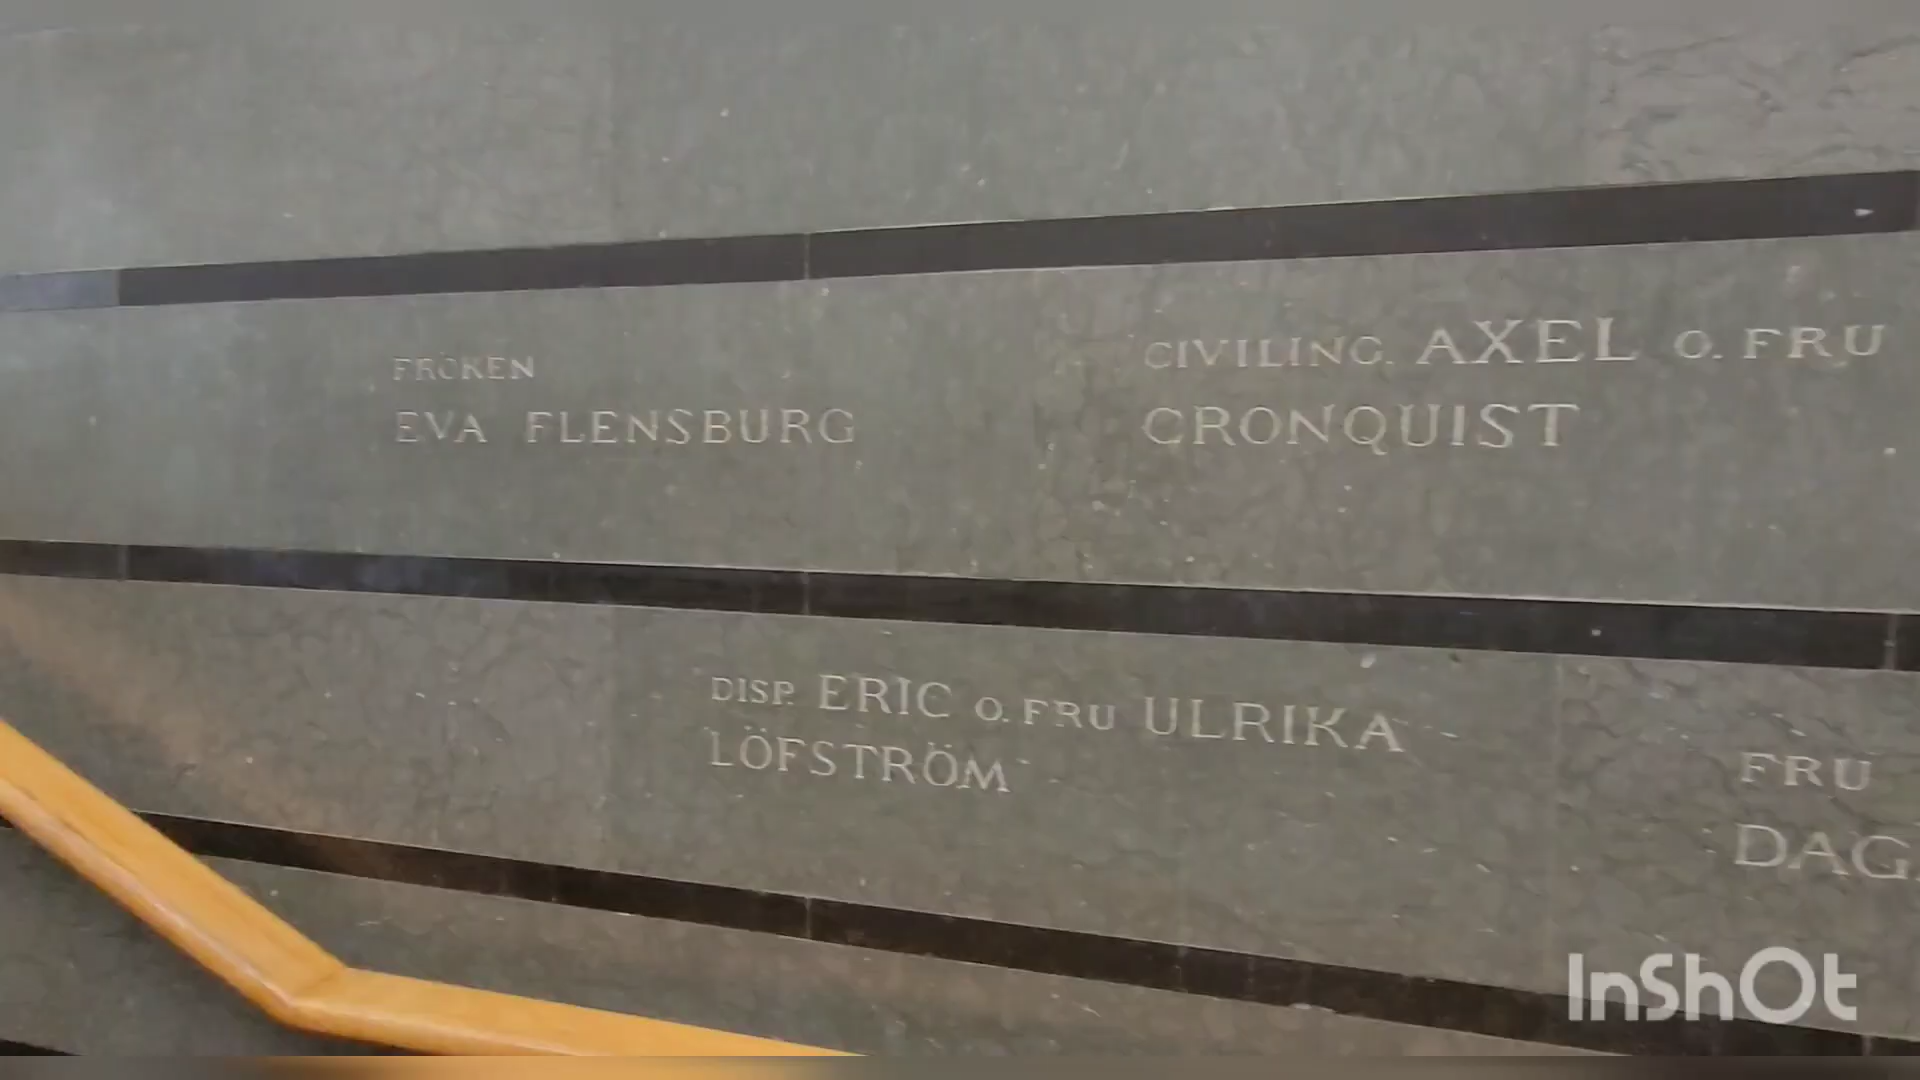 FRÖKEN
EVA FLENSBURG
CIVILING. AXEL O. FRU
CRONQUIST
DISP. ERIC O. FRU ULRIKA
LÖFSTRÖM
FRU
InShOt